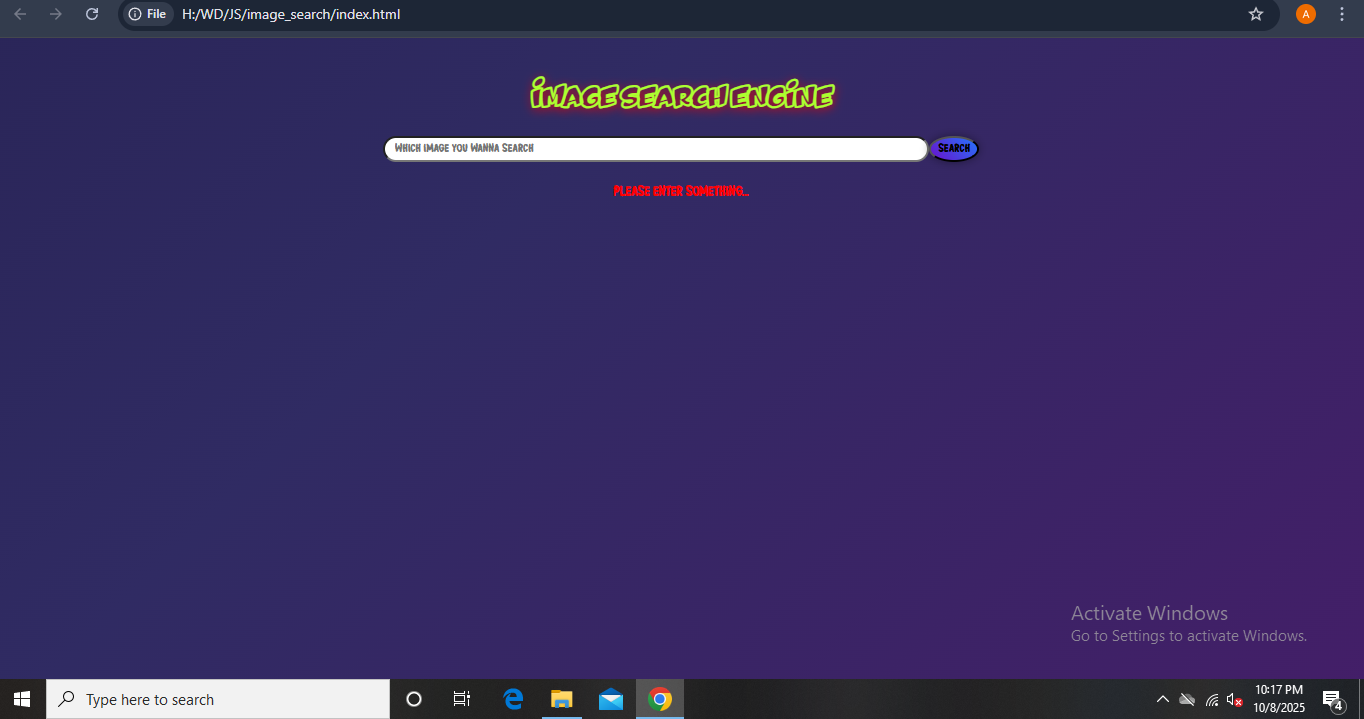 File H:/WD/JS/image_search/index.html
A
iMAGE SEARCH ENGiNE
WHICH iMAGE YOU WANNA SEARCH
SEARCH
PLEASE ENTER SOMETHING...
Activate Windows
Go to Settings to activate Windows.
Type here to search
10:17 PM
10/8/2025
4